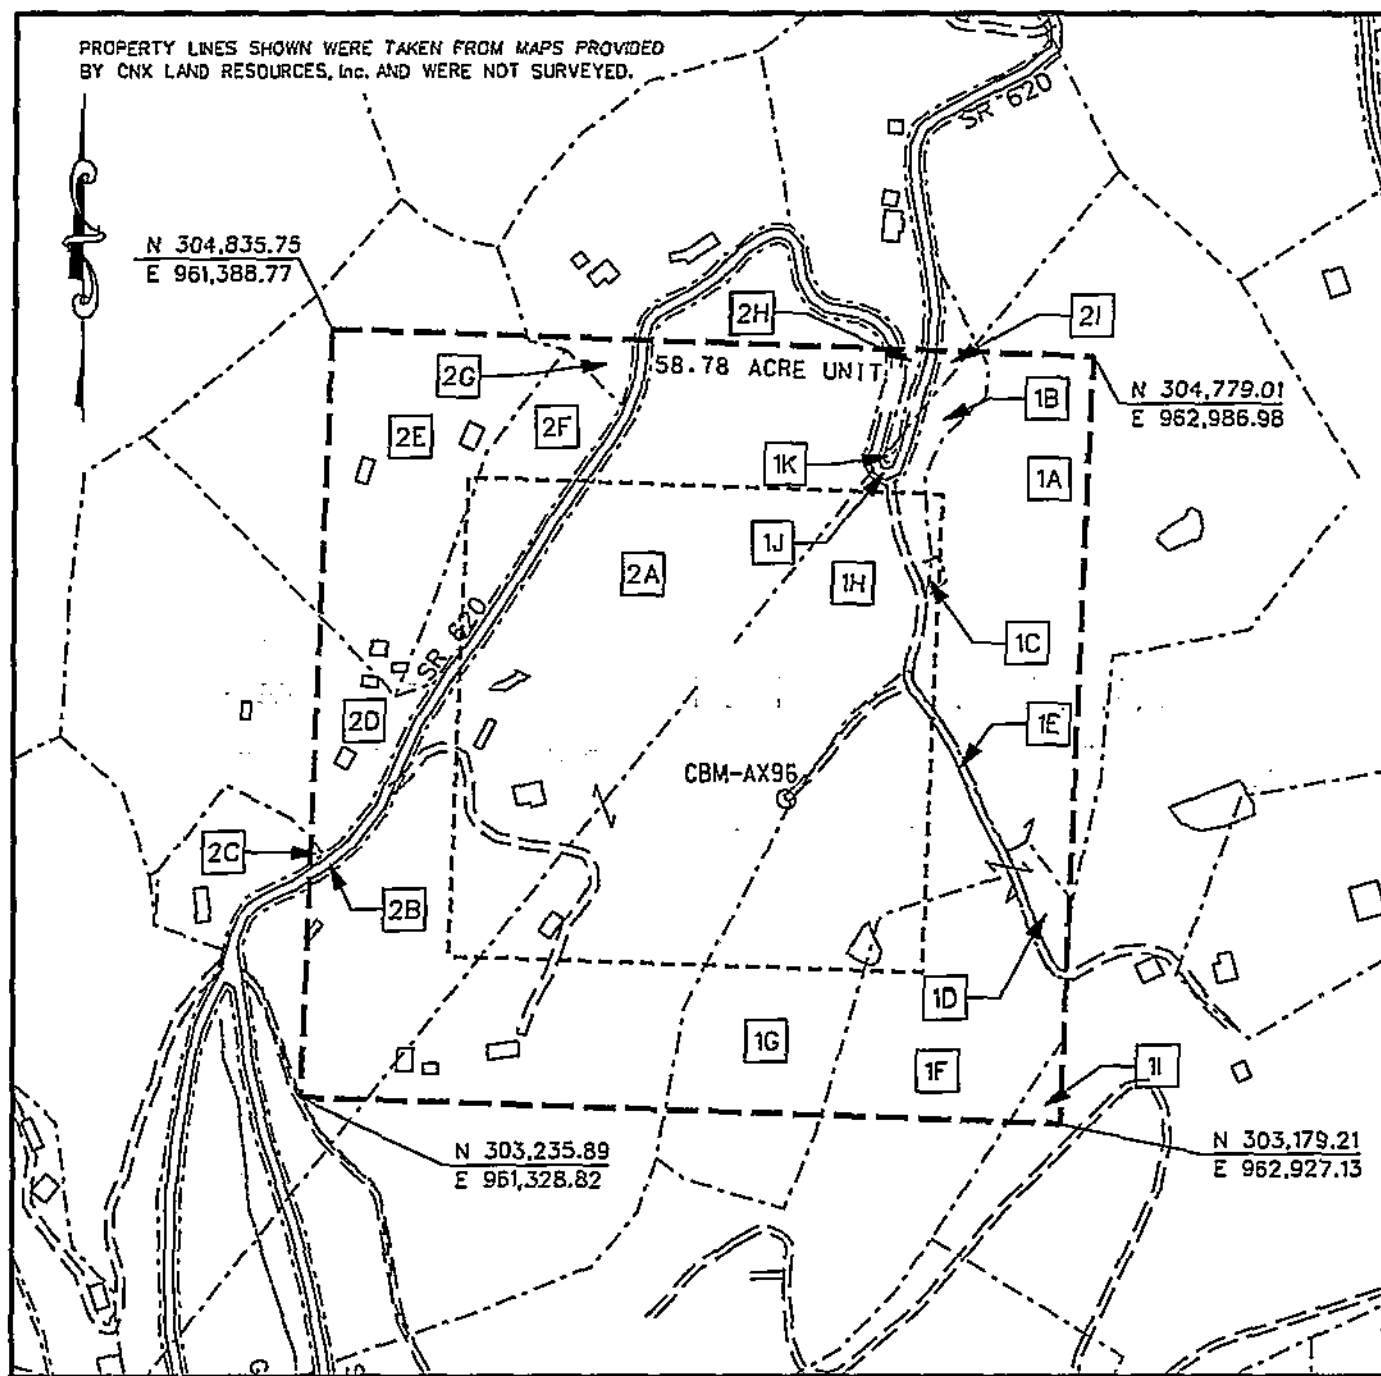 PROPERTY LINES SHOWN WERE TAKEN FROM MAPS PROVIDED
BY CNX LAND RESOURCES, Inc. AND WERE NOT SURVEYED.
SR 620
N 304,835.75
E 961,388.77
2H
2I
58.78 ACRE UNIT
2G
N 304,779.01
E 962,986.98
1B
2E
2F
1K
1A
1J
2A
1H
SR 620
1C
2D
1E
CBM-AX96
2C
2B
1D
1G
1F
1I
N 303,235.89
E 961,328.82
N 303,179.21
E 962,927.13